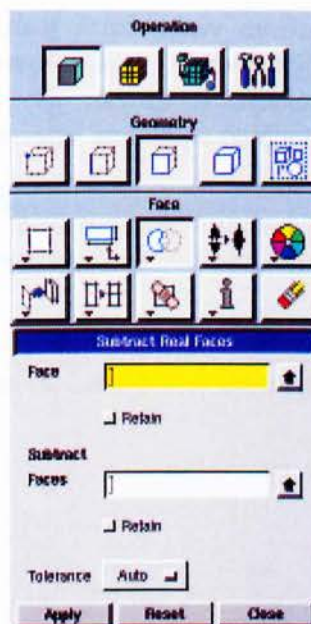 Operation
Geometry
Face
Subtract Real Faces
Face
Retain
Subtract
Faces
Retain
Tolerance Auto
Apply Reset Close